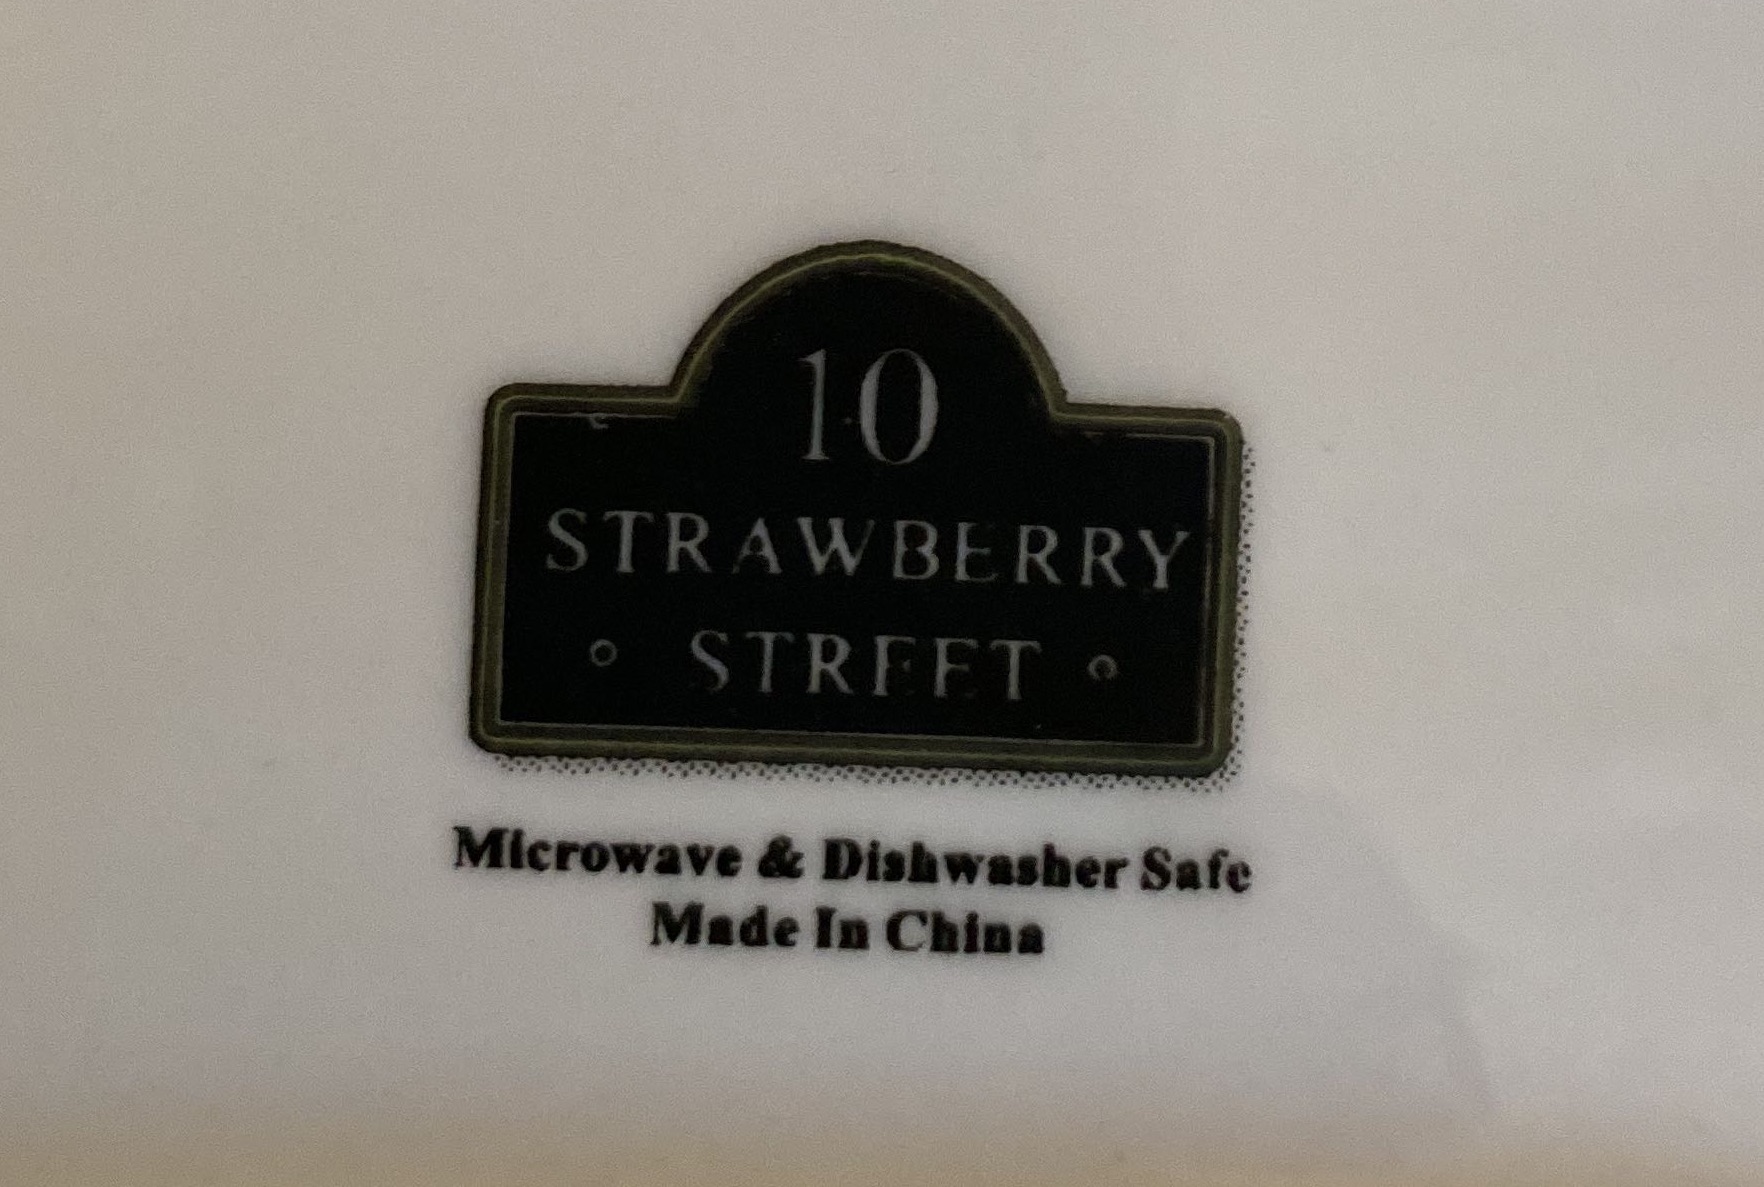 10
STRAWBERRY
STREET
Microwave & Dishwasher Safe
Made In China